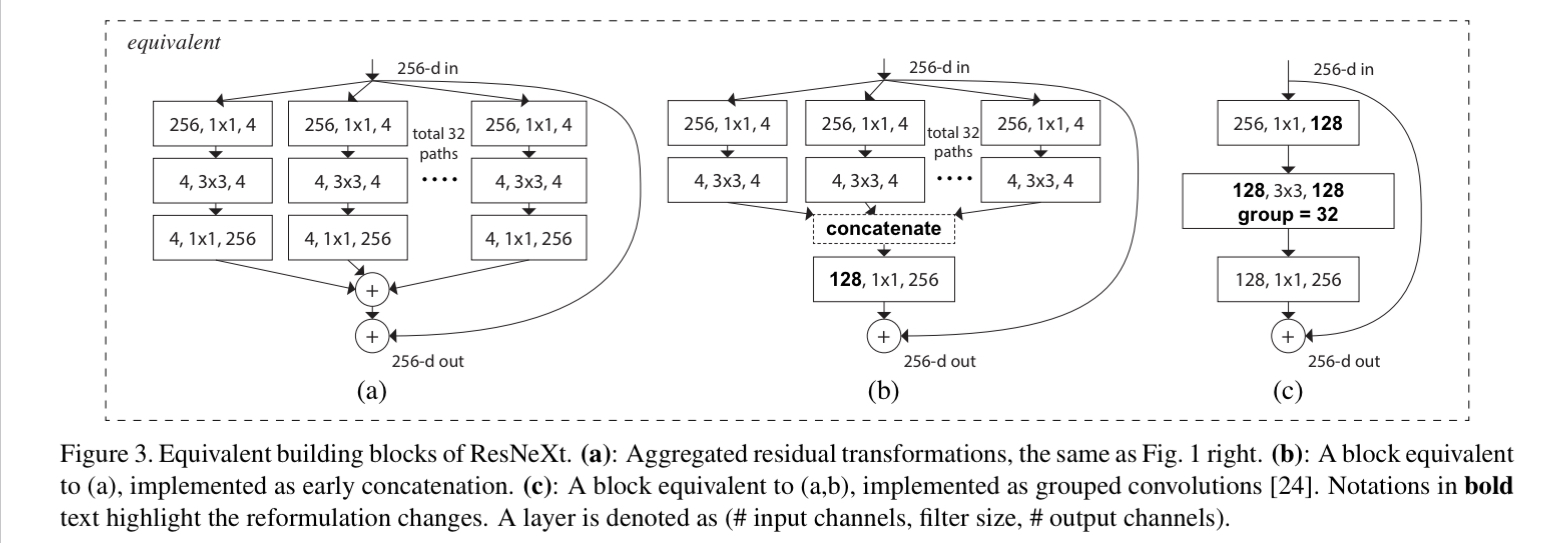 equivalent
256-d in
256, 1x1, 4
256, 1x1, 4
total 32
paths
256, 1x1, 4
4, 3x3, 4
4, 3x3, 4
....
4, 3x3, 4
4, 1x1, 256
4, 1x1, 256
4, 1x1, 256
+
+
256-d out
(a)
256-d in
256, 1x1, 4
256, 1x1, 4
total 32
paths
256, 1x1, 4
4, 3x3, 4
4, 3x3, 4
....
4, 3x3, 4
concatenate
128, 1x1, 256
+
256-d out
(b)
256-d in
256, 1x1, 128
128, 3x3, 128
group = 32
128, 1x1, 256
+
256-d out
(c)
Figure 3. Equivalent building blocks of ResNeXt. (a): Aggregated residual transformations, the same as Fig. 1 right. (b): A block equivalent
to (a), implemented as early concatenation. (c): A block equivalent to (a,b), implemented as grouped convolutions [24]. Notations in bold
text highlight the reformulation changes. A layer is denoted as (# input channels, filter size, # output channels).